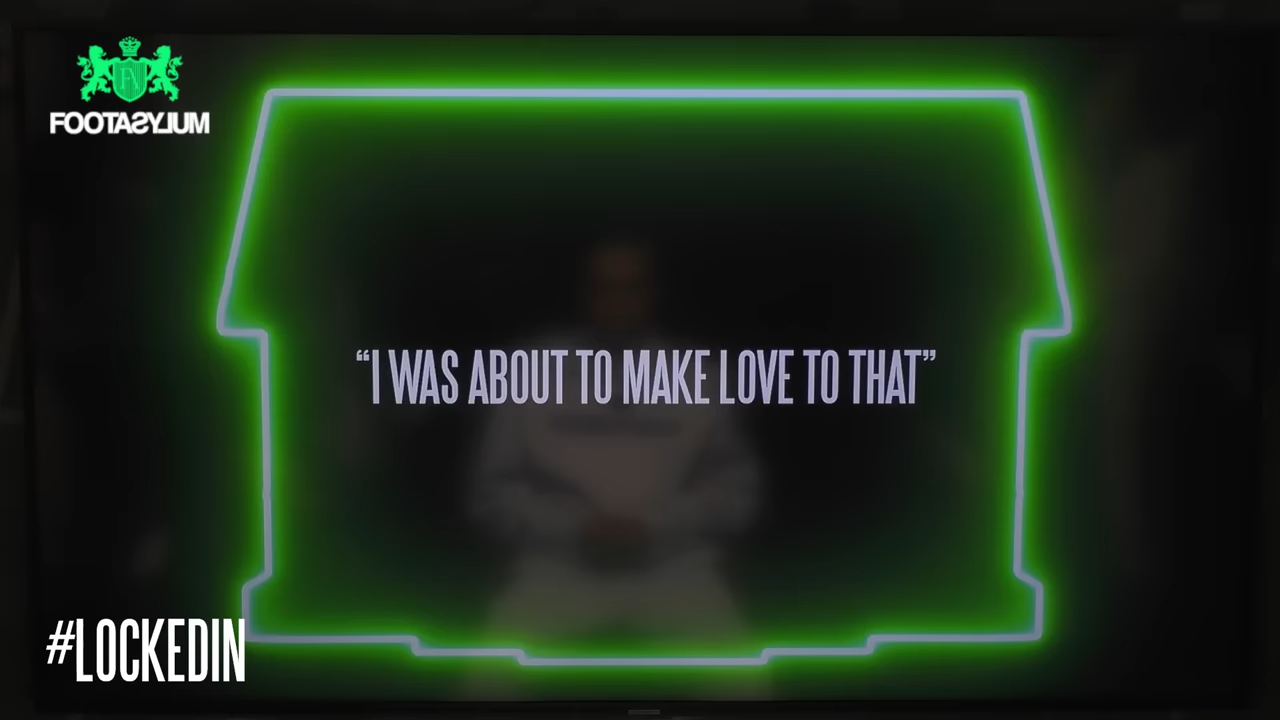 FOOTASYLUM
“I WAS ABOUT TO MAKE LOVE TO THAT”
#LOCKEDIN